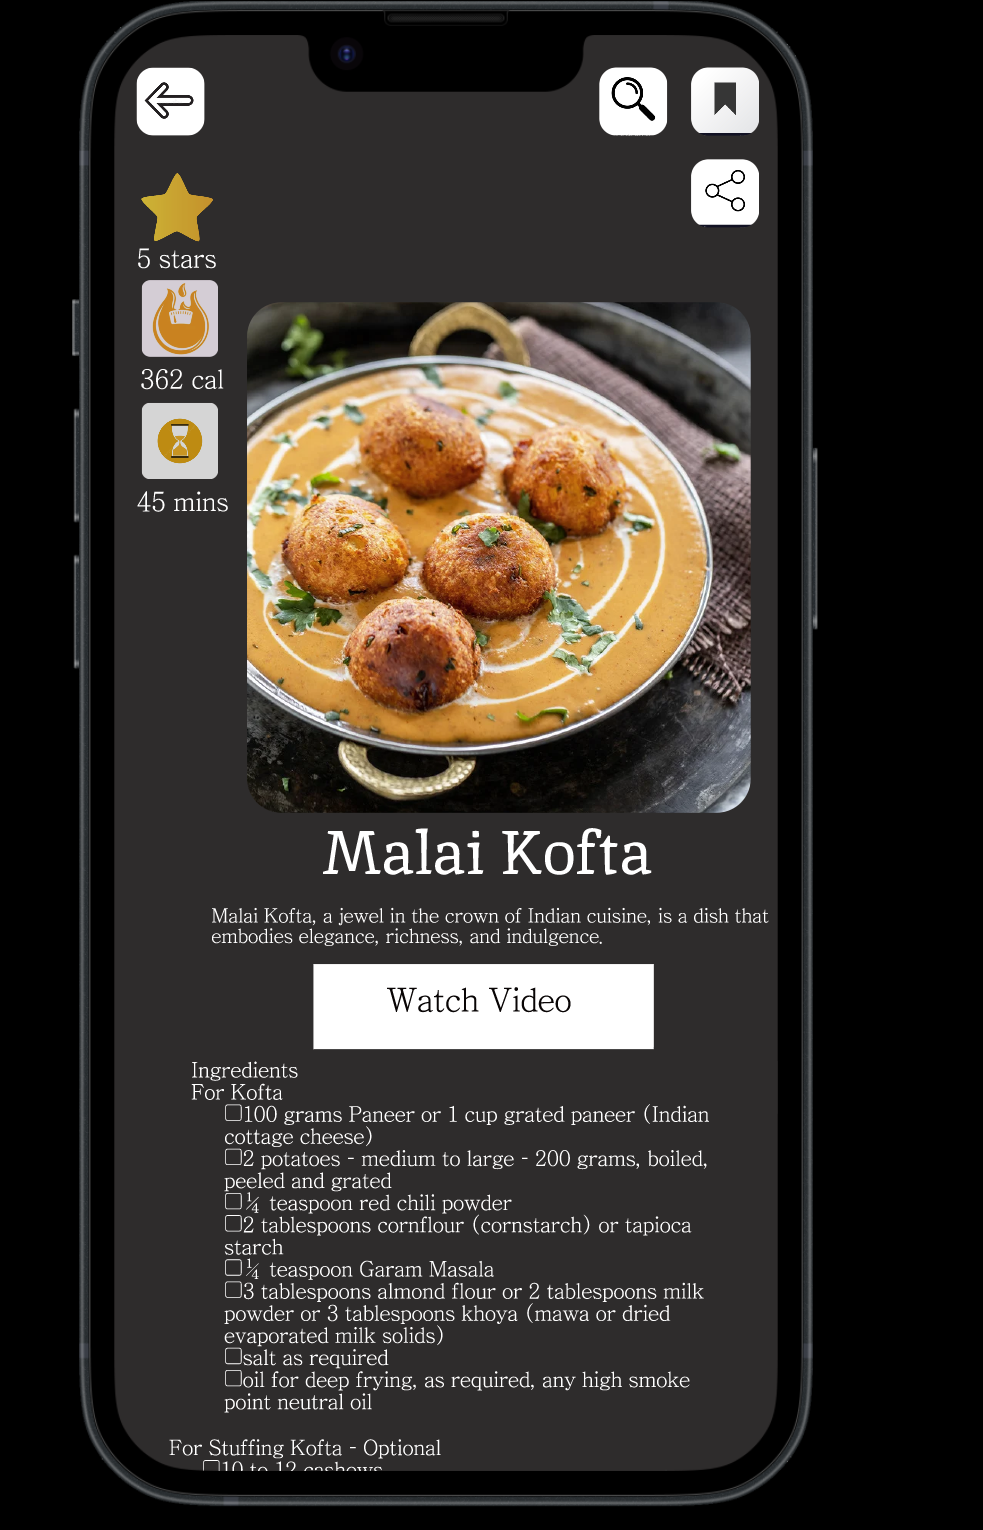 5 stars
362 cal
45 mins
Malai Kofta
Malai Kofta, a jewel in the crown of Indian cuisine, is a dish that
embodies elegance, richness, and indulgence.
Watch Video
Ingredients
For Kofta
☐100 grams Paneer or 1 cup grated paneer (Indian
cottage cheese)
☐2 potatoes - medium to large - 200 grams, boiled,
peeled and grated
☐¼ teaspoon red chili powder
☐2 tablespoons cornflour (cornstarch) or tapioca
starch
☐¼ teaspoon Garam Masala
☐3 tablespoons almond flour or 2 tablespoons milk
powder or 3 tablespoons khoya (mawa or dried
evaporated milk solids)
☐salt as required
☐oil for deep frying, as required, any high smoke
point neutral oil
For Stuffing Kofta - Optional
☐10 to 12 cashews